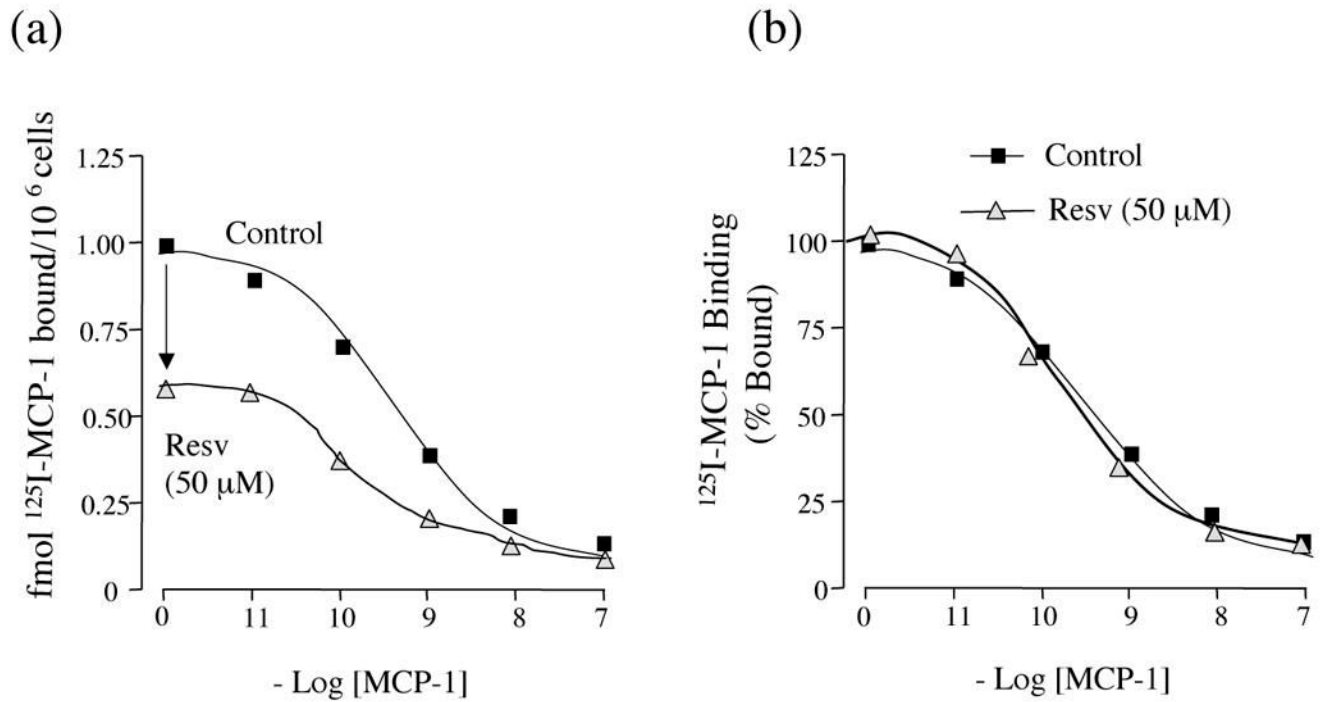 (a)
fmol ¹²⁵I-MCP-1 bound/10 ⁶ cells
1.25
1.00
0.75
0.50
0.25
0
Control
Resv
(50 μM)
0 11 10 9 8 7
- Log [MCP-1]
(b)
¹²⁵I-MCP-1 Binding
(% Bound)
125
100
75
50
25
0
Control
Resv (50 μM)
0 11 10 9 8 7
- Log [MCP-1]